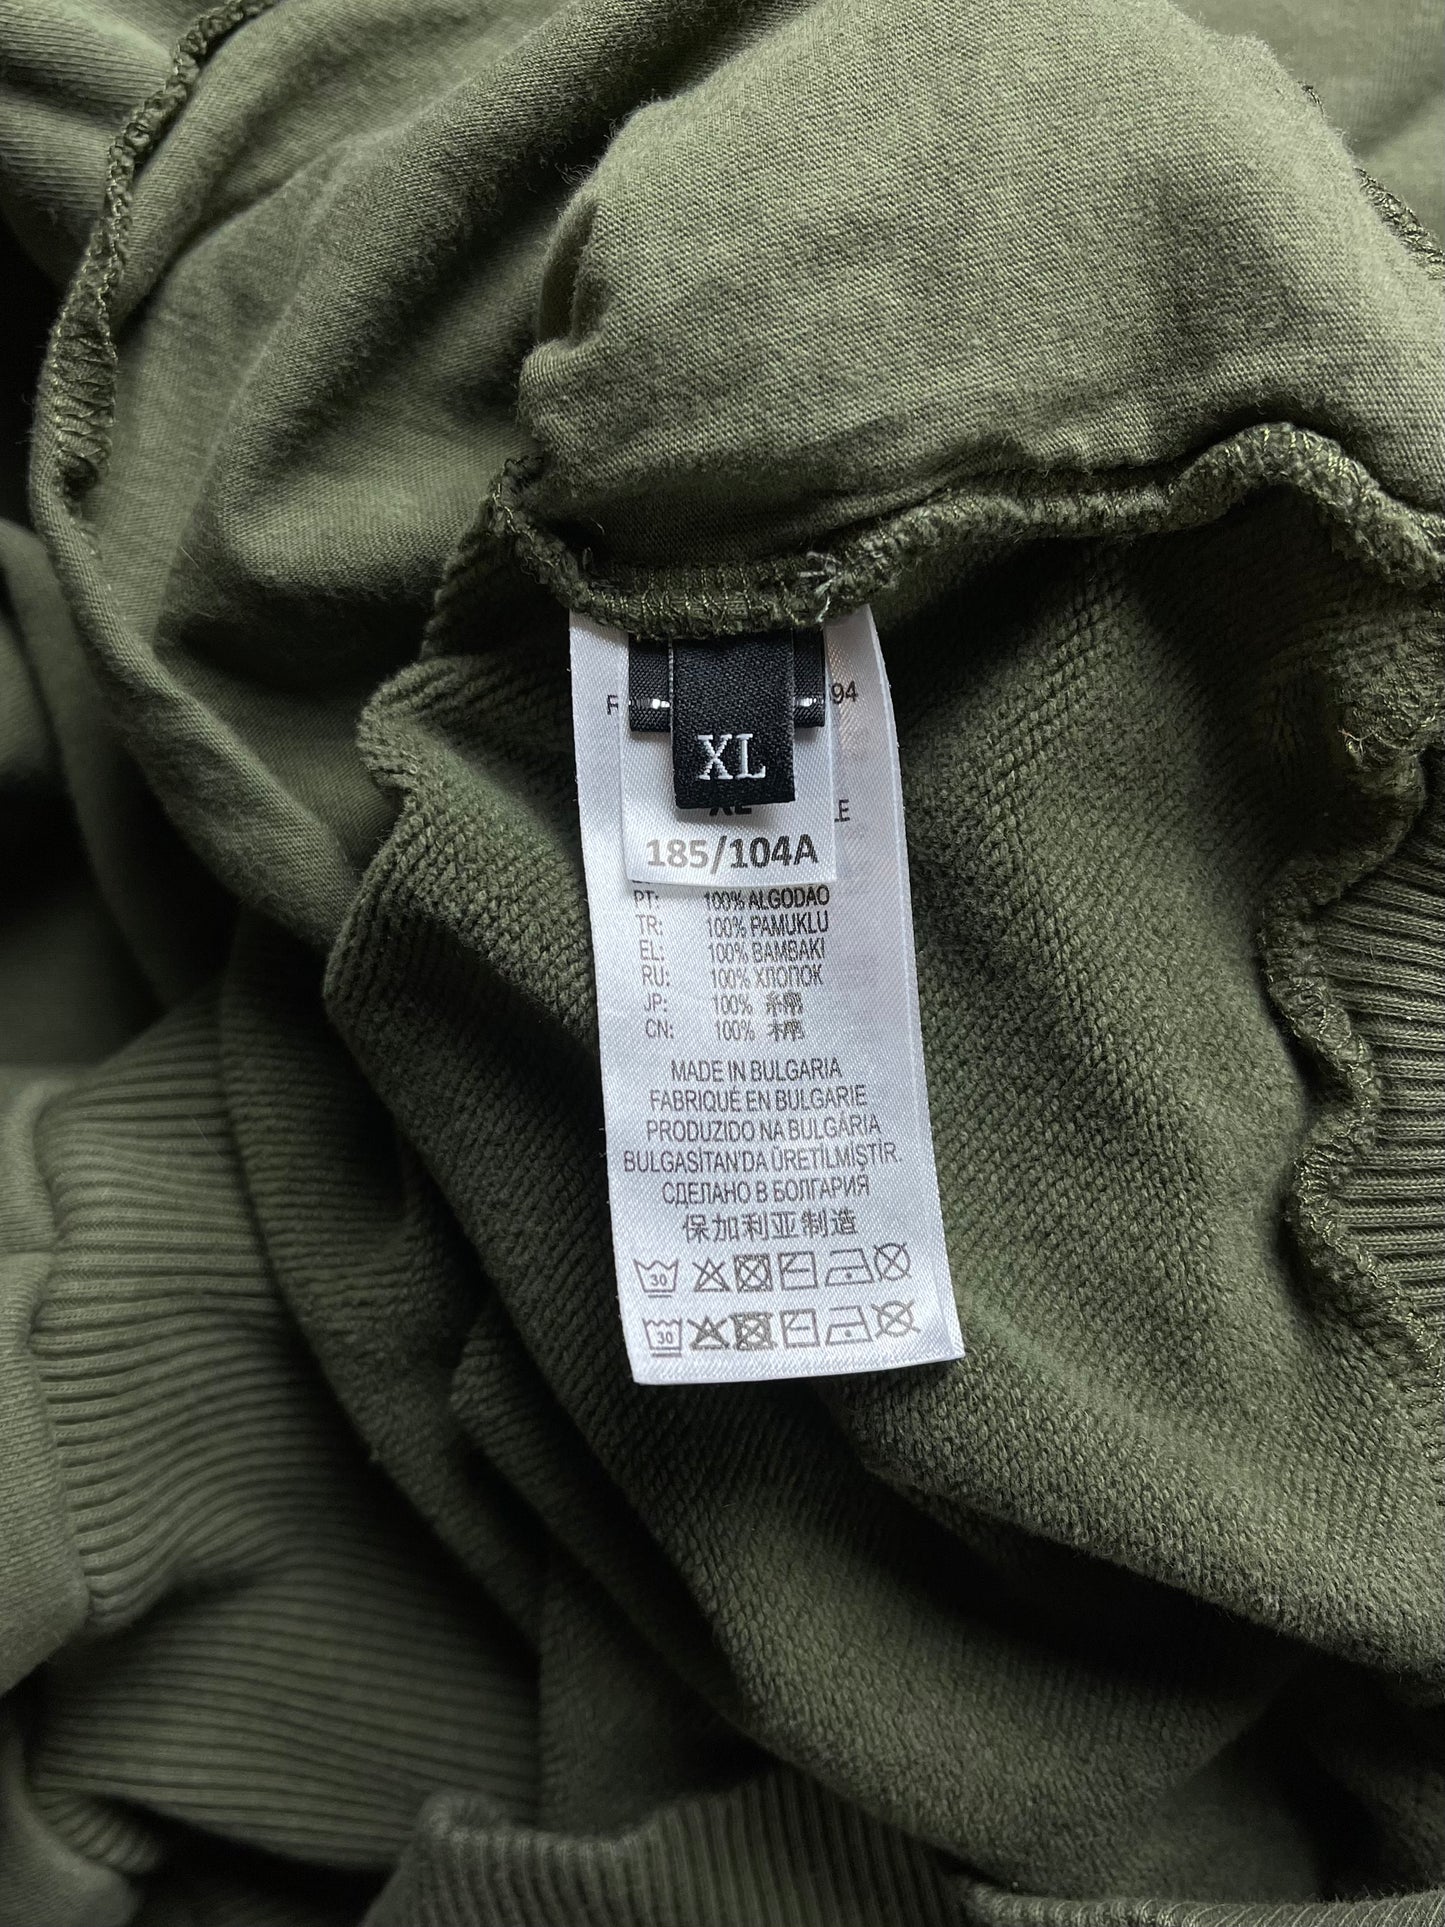 94
XL
185/104A
PT: 100% ALGODAO
TR: 100% PAMUKLU
EL: 100% BAMBAKI
RU: 100% ХЛОПОК
JP: 100% 棉
CN: 100% 棉
MADE IN BULGARIA
FABRIQUÉ EN BULGARIE
PRODUZIDO NA BULGÁRIA
BULGASİTAN'DA ÜRETİLMİŞTİR.
СДЕЛАНО В БОЛГАРИЯ
保加利亚制造
30
30